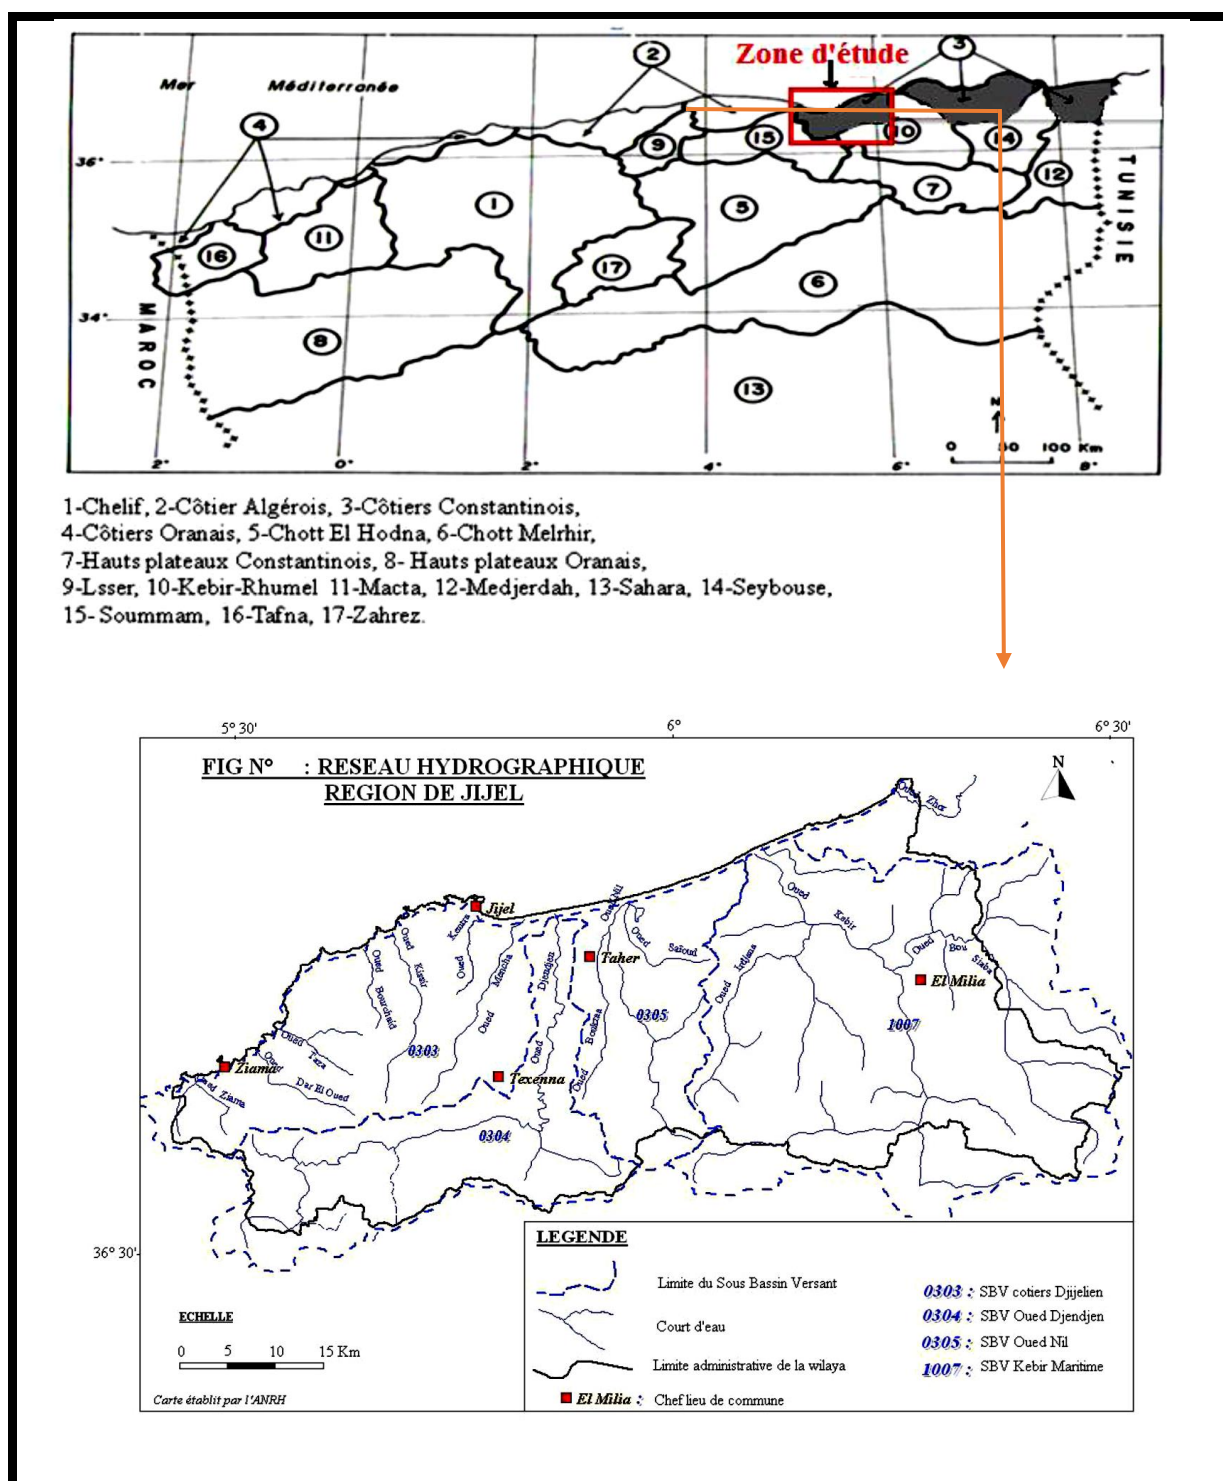 Zone d'étude
Mer Méditerranée
2
3
4
36°
9
15
10
14
12
1
5
7
11
16
17
6
34°
8
13
MAROC
TUNISIE
N
0 50 100 Km
2° 0° 2° 4° 6° 8°
1-Chelif, 2-Côtier Algérois, 3-Côtiers Constantinois,
4-Côtiers Oranais, 5-Chott El Hodna, 6-Chott Melrhir,
7-Hauts plateaux Constantinois, 8- Hauts plateaux Oranais,
9-Lsser, 10-Kebir-Rhumel 11-Macta, 12-Medjerdah, 13-Sahara, 14-Seybouse,
15- Soummam, 16-Tafna, 17-Zahrez.
5° 30' 6° 6° 30'
FIG N° : RESEAU HYDROGRAPHIQUE
REGION DE JIJEL
N
Oued Zhor
Jijel
Oued Kissir
Oued Bourchaid
Oued Mencha
Oued Djendjen
Oued Nil
Oued Saïoud
Oued Boukraa
Oued Irdjana
Oued Kebir
Oued Bou Siaba
Taher
El Milia
0303
0305
1007
Oued Taza
Ziama
Oued Dar El Oued
Oued Ziama
Texenna
0304
36° 30'
LEGENDE
Limite du Sous Bassin Versant
Court d'eau
Limite administrative de la wilaya
El Milia : Chef lieu de commune
0303 : SBV cotiers Djijelien
0304 : SBV Oued Djendjen
0305 : SBV Oued Nil
1007 : SBV Kebir Maritime
ECHELLE
0 5 10 15 Km
Carte établit par l'ANRH